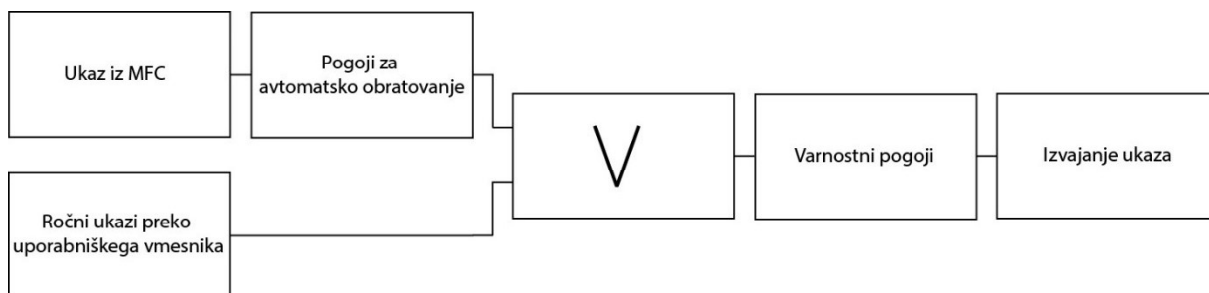 Ukaz iz MFC
Pogoji za
avtomatsko obratovanje
Ročni ukazi preko
uporabniškega vmesnika
V
Varnostni pogoji
Izvajanje ukaza